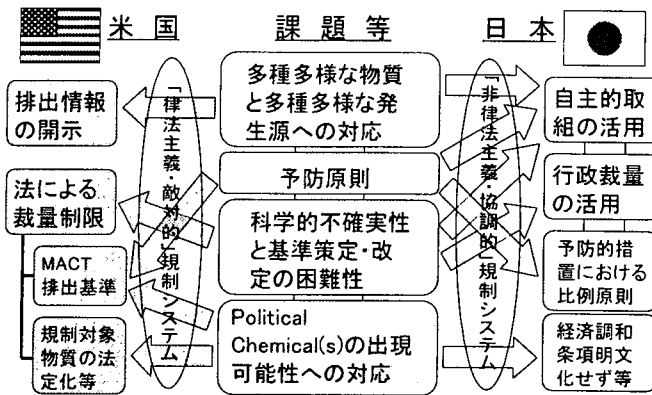 米国
課題等
日本
排出情報
の開示
法による
裁量制限
MACT
排出基準
規制対象
物質の法
定化等
「律法主義・敵対的」規制システム
多種多様な物質
と多種多様な発
生源への対応
予防原則
科学的不確実性
と基準策定・改
定の困難性
Political
Chemical(s)の出現
可能性への対応
「非律法主義・協調的」規制システム
自主的取
組の活用
行政裁量
の活用
予防的措
置における
比例原則
経済調和
条項明文
化せず等